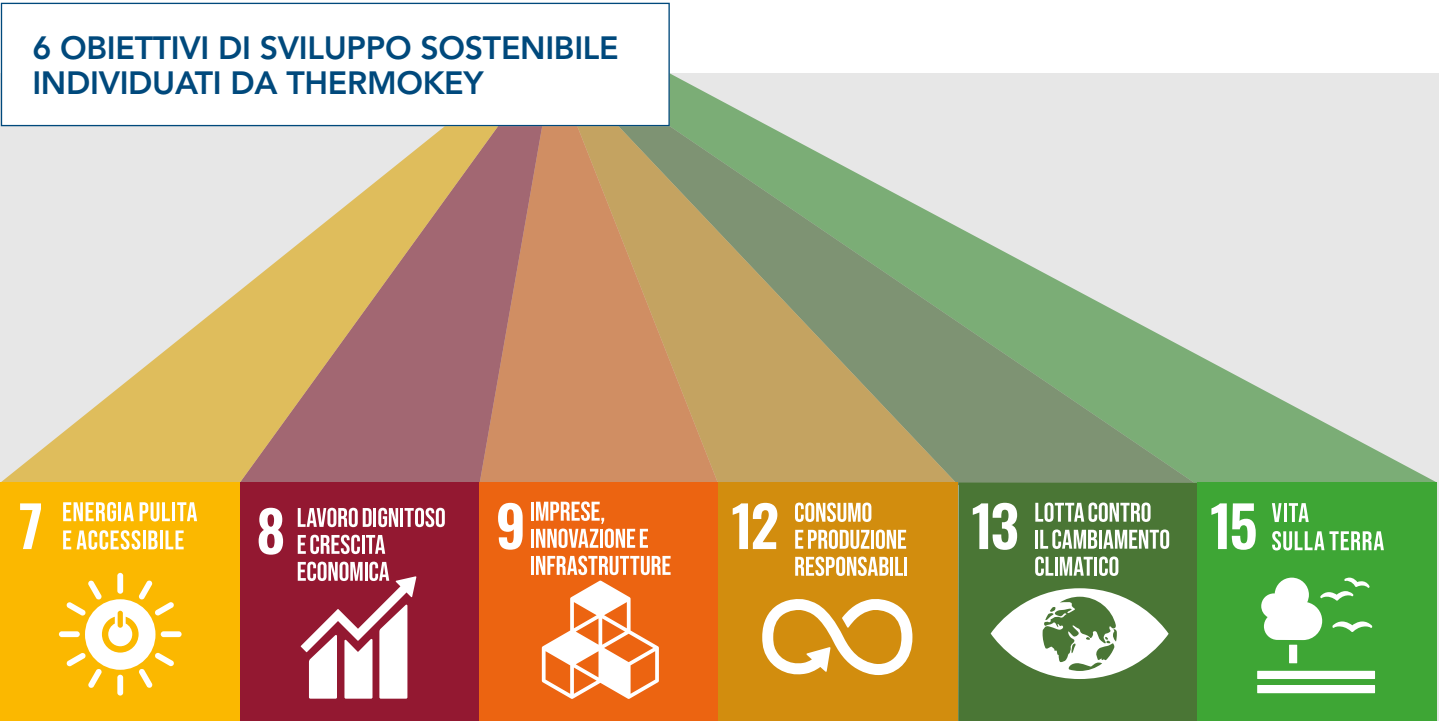 6 OBIETTIVI DI SVILUPPO SOSTENIBILE
INDIVIDUATI DA THERMOKEY
7 ENERGIA PULITA
E ACCESSIBILE
8 LAVORO DIGNITOSO
E CRESCITA
ECONOMICA
9 IMPRESE,
INNOVAZIONE E
INFRASTRUTTURE
12 CONSUMO
E PRODUZIONE
RESPONSABILI
13 LOTTA CONTRO
IL CAMBIAMENTO
CLIMATICO
15 VITA
SULLA TERRA